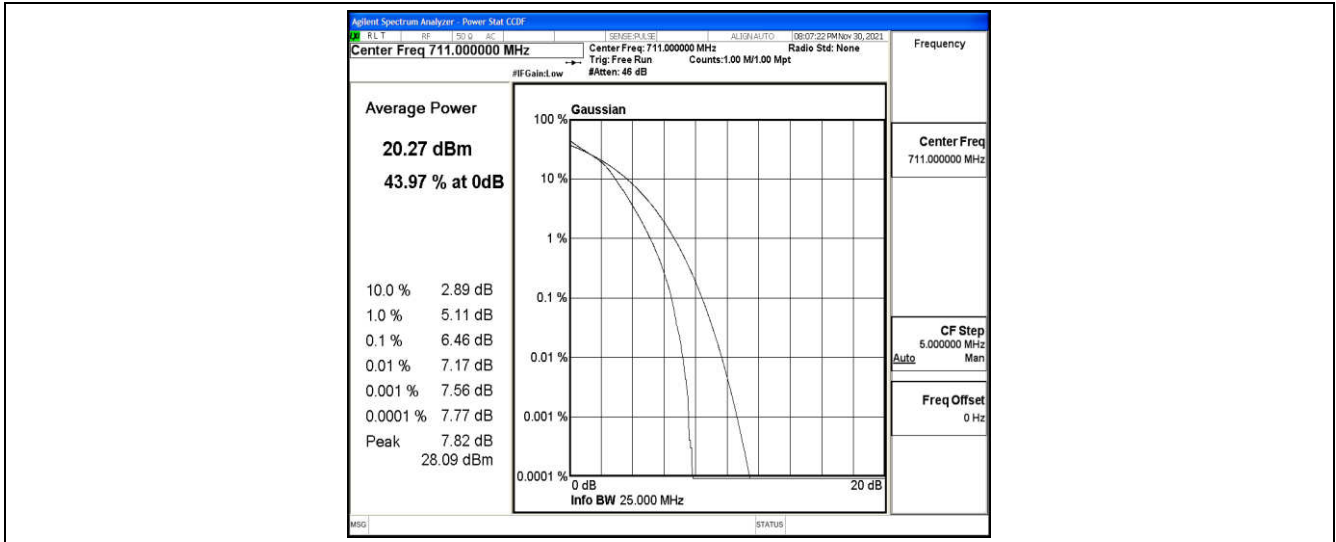 Agilent Spectrum Analyzer - Power Stat CCDF
LXI RLT RF 50 Ω AC SENSE:PULSE ALIGN AUTO 08:07:22 PM Nov 30, 2021
Center Freq 711.000000 MHz
Center Freq: 711.000000 MHz Radio Std: None
Trig: Free Run Counts:1.00 M/1.00 Mpt
#IFGain:Low #Atten: 46 dB
Frequency
Average Power
20.27 dBm
43.97 % at 0dB
10.0 % 2.89 dB
1.0 % 5.11 dB
0.1 % 6.46 dB
0.01 % 7.17 dB
0.001 % 7.56 dB
0.0001 % 7.77 dB
Peak 7.82 dB
28.09 dBm
Gaussian
100 %
10 %
1 %
0.1 %
0.01 %
0.001 %
0.0001 %
0 dB 20 dB
Info BW 25.000 MHz
Center Freq
711.000000 MHz
CF Step
5.000000 MHz
Auto Man
Freq Offset
0 Hz
MSG STATUS